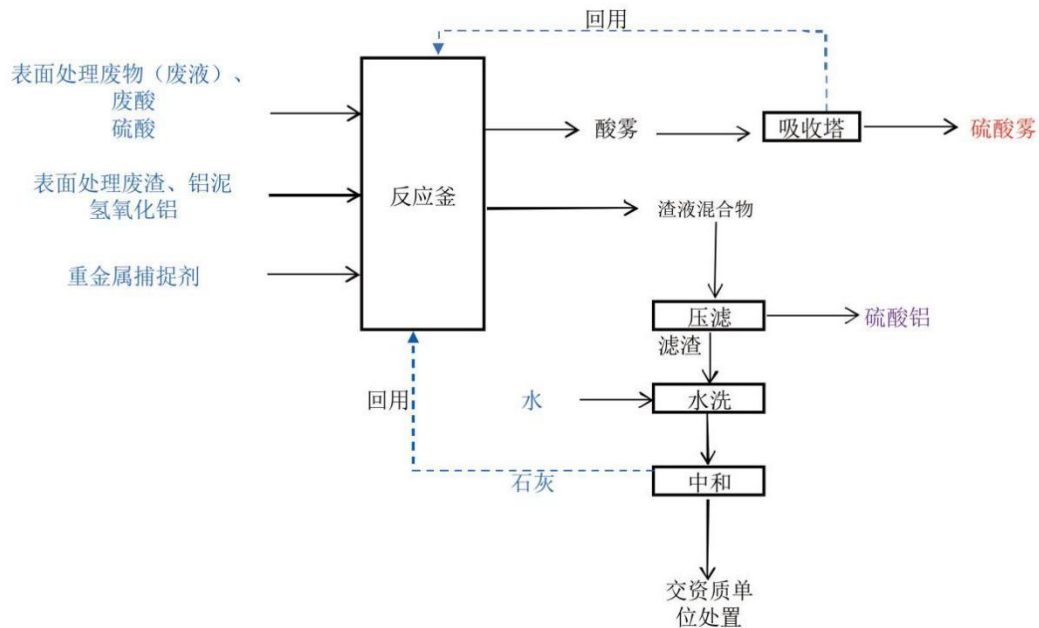 回用
表面处理废物（废液）、
废酸
硫酸
酸雾
吸收塔
硫酸雾
表面处理废渣、铝泥
氢氧化铝
反应釜
渣液混合物
重金属捕捉剂
压滤
硫酸铝
滤渣
回用
水
水洗
石灰
中和
交资质单
位处置